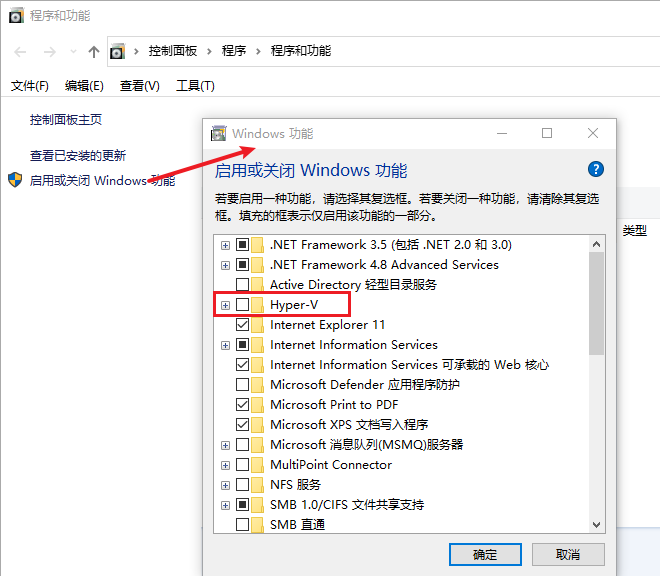 程序和功能
控制面板 程序 程序和功能
文件(F) 编辑(E) 查看(V) 工具(T)
控制面板主页
查看已安装的更新
启用或关闭 Windows 功能
类型
Windows 功能
启用或关闭 Windows 功能
?
若要启用一种功能，请选择其复选框。若要关闭一种功能，请清除其复选
框。填充的框表示仅启用该功能的一部分。
.NET Framework 3.5 (包括 .NET 2.0 和 3.0)
.NET Framework 4.8 Advanced Services
Active Directory 轻型目录服务
Hyper-V
Internet Explorer 11
Internet Information Services
Internet Information Services 可承载的 Web 核心
Microsoft Defender 应用程序防护
Microsoft Print to PDF
Microsoft XPS 文档写入程序
Microsoft 消息队列(MSMQ)服务器
MultiPoint Connector
NFS 服务
SMB 1.0/CIFS 文件共享支持
SMB 直通
确定 取消